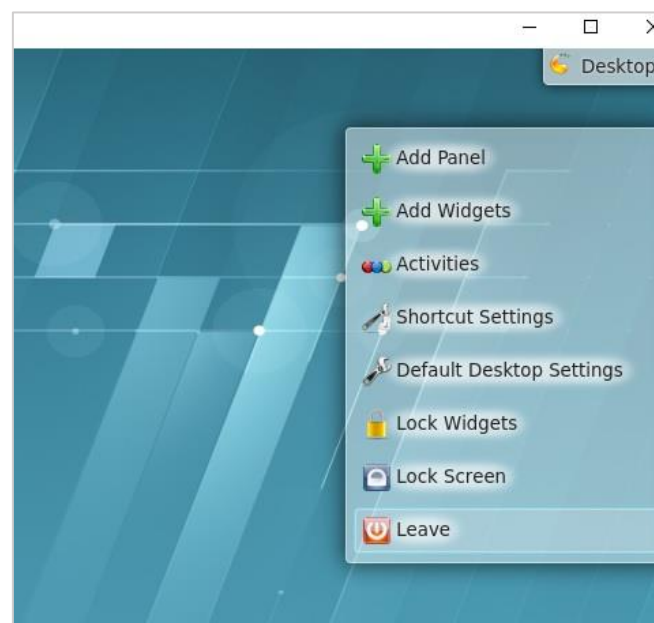 Desktop
Add Panel
Add Widgets
Activities
Shortcut Settings
Default Desktop Settings
Lock Widgets
Lock Screen
Leave